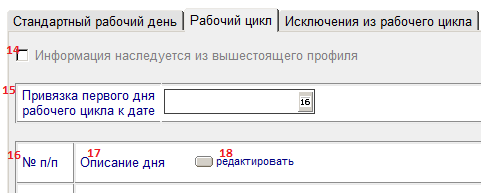 Стандартный рабочий день Рабочий цикл Исключения из рабочего цикла
14 Информация наследуется из вышестоящего профиля
15 Привязка первого дня
рабочего цикла к дате 16
16 № п/п 17 Описание дня 18 редактировать